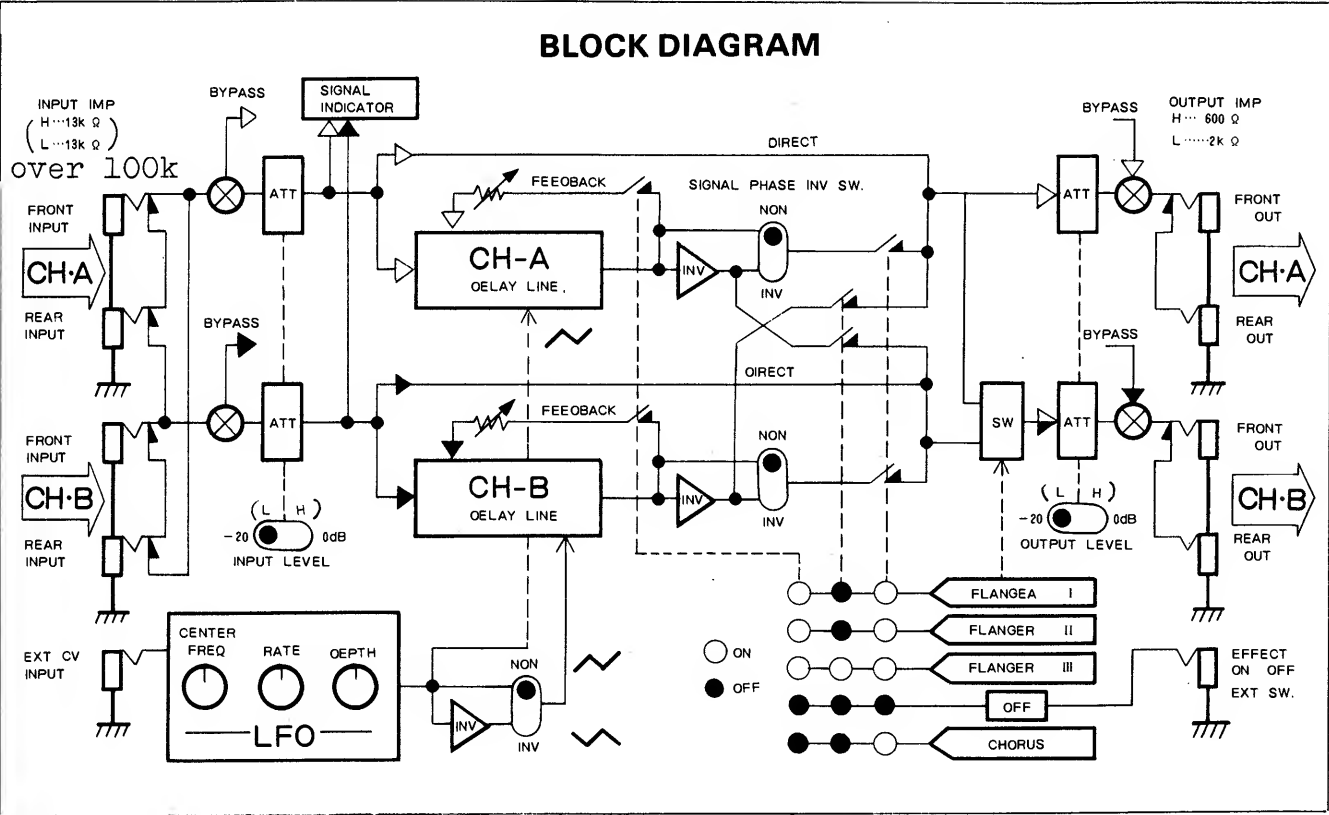 BLOCK DIAGRAM
INPUT IMP
( H···13k Ω )
( L···13k Ω )
over 100k
BYPASS
SIGNAL
INDICATOR
BYPASS
OUTPUT IMP
H··· 600 Ω
L ······2k Ω
DIRECT
FEEOBACK
SIGNAL PHASE INV SW.
FRONT
INPUT
ATT
NON
ATT
FRONT
OUT
CH·A
CH-A
OELAY LINE.
INV
INV
CH·A
REAR
INPUT
BYPASS
BYPASS
REAR
OUT
OIRECT
ATT
FEEOBACK
SW
ATT
FRONT
INPUT
NON
FRONT
OUT
CH·B
CH-B
OELAY LINE
INV
INV
CH·B
( L H )
-20 0dB
INPUT LEVEL
( L H )
-20 0dB
OUTPUT LEVEL
REAR
INPUT
REAR
OUT
FLANGEA I
CENTER
FREQ
RATE
OEPTH
LFO
EXT CV
INPUT
NON
INV
INV
ON
OFF
FLANGER II
FLANGER III
OFF
CHORUS
EFFECT
ON OFF
EXT SW.